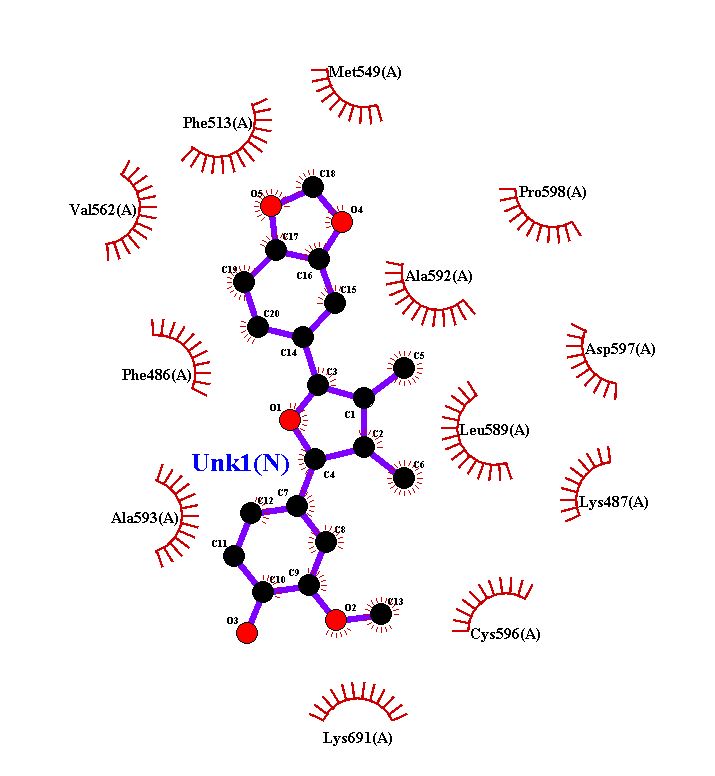 Met549(A)
Phe513(A)
C18
O5
Pro598(A)
Val562(A)
O4
C17
C16
C19
Ala592(A)
C15
C20
C14
Asp597(A)
C5
Phe486(A)
C3
O1
C1
Leu589(A)
C2
Unk1(N)
C4
C6
C7
C12
Lys487(A)
Ala593(A)
C8
C11
C9
C10
O2
C13
O3
Cys596(A)
Lys691(A)